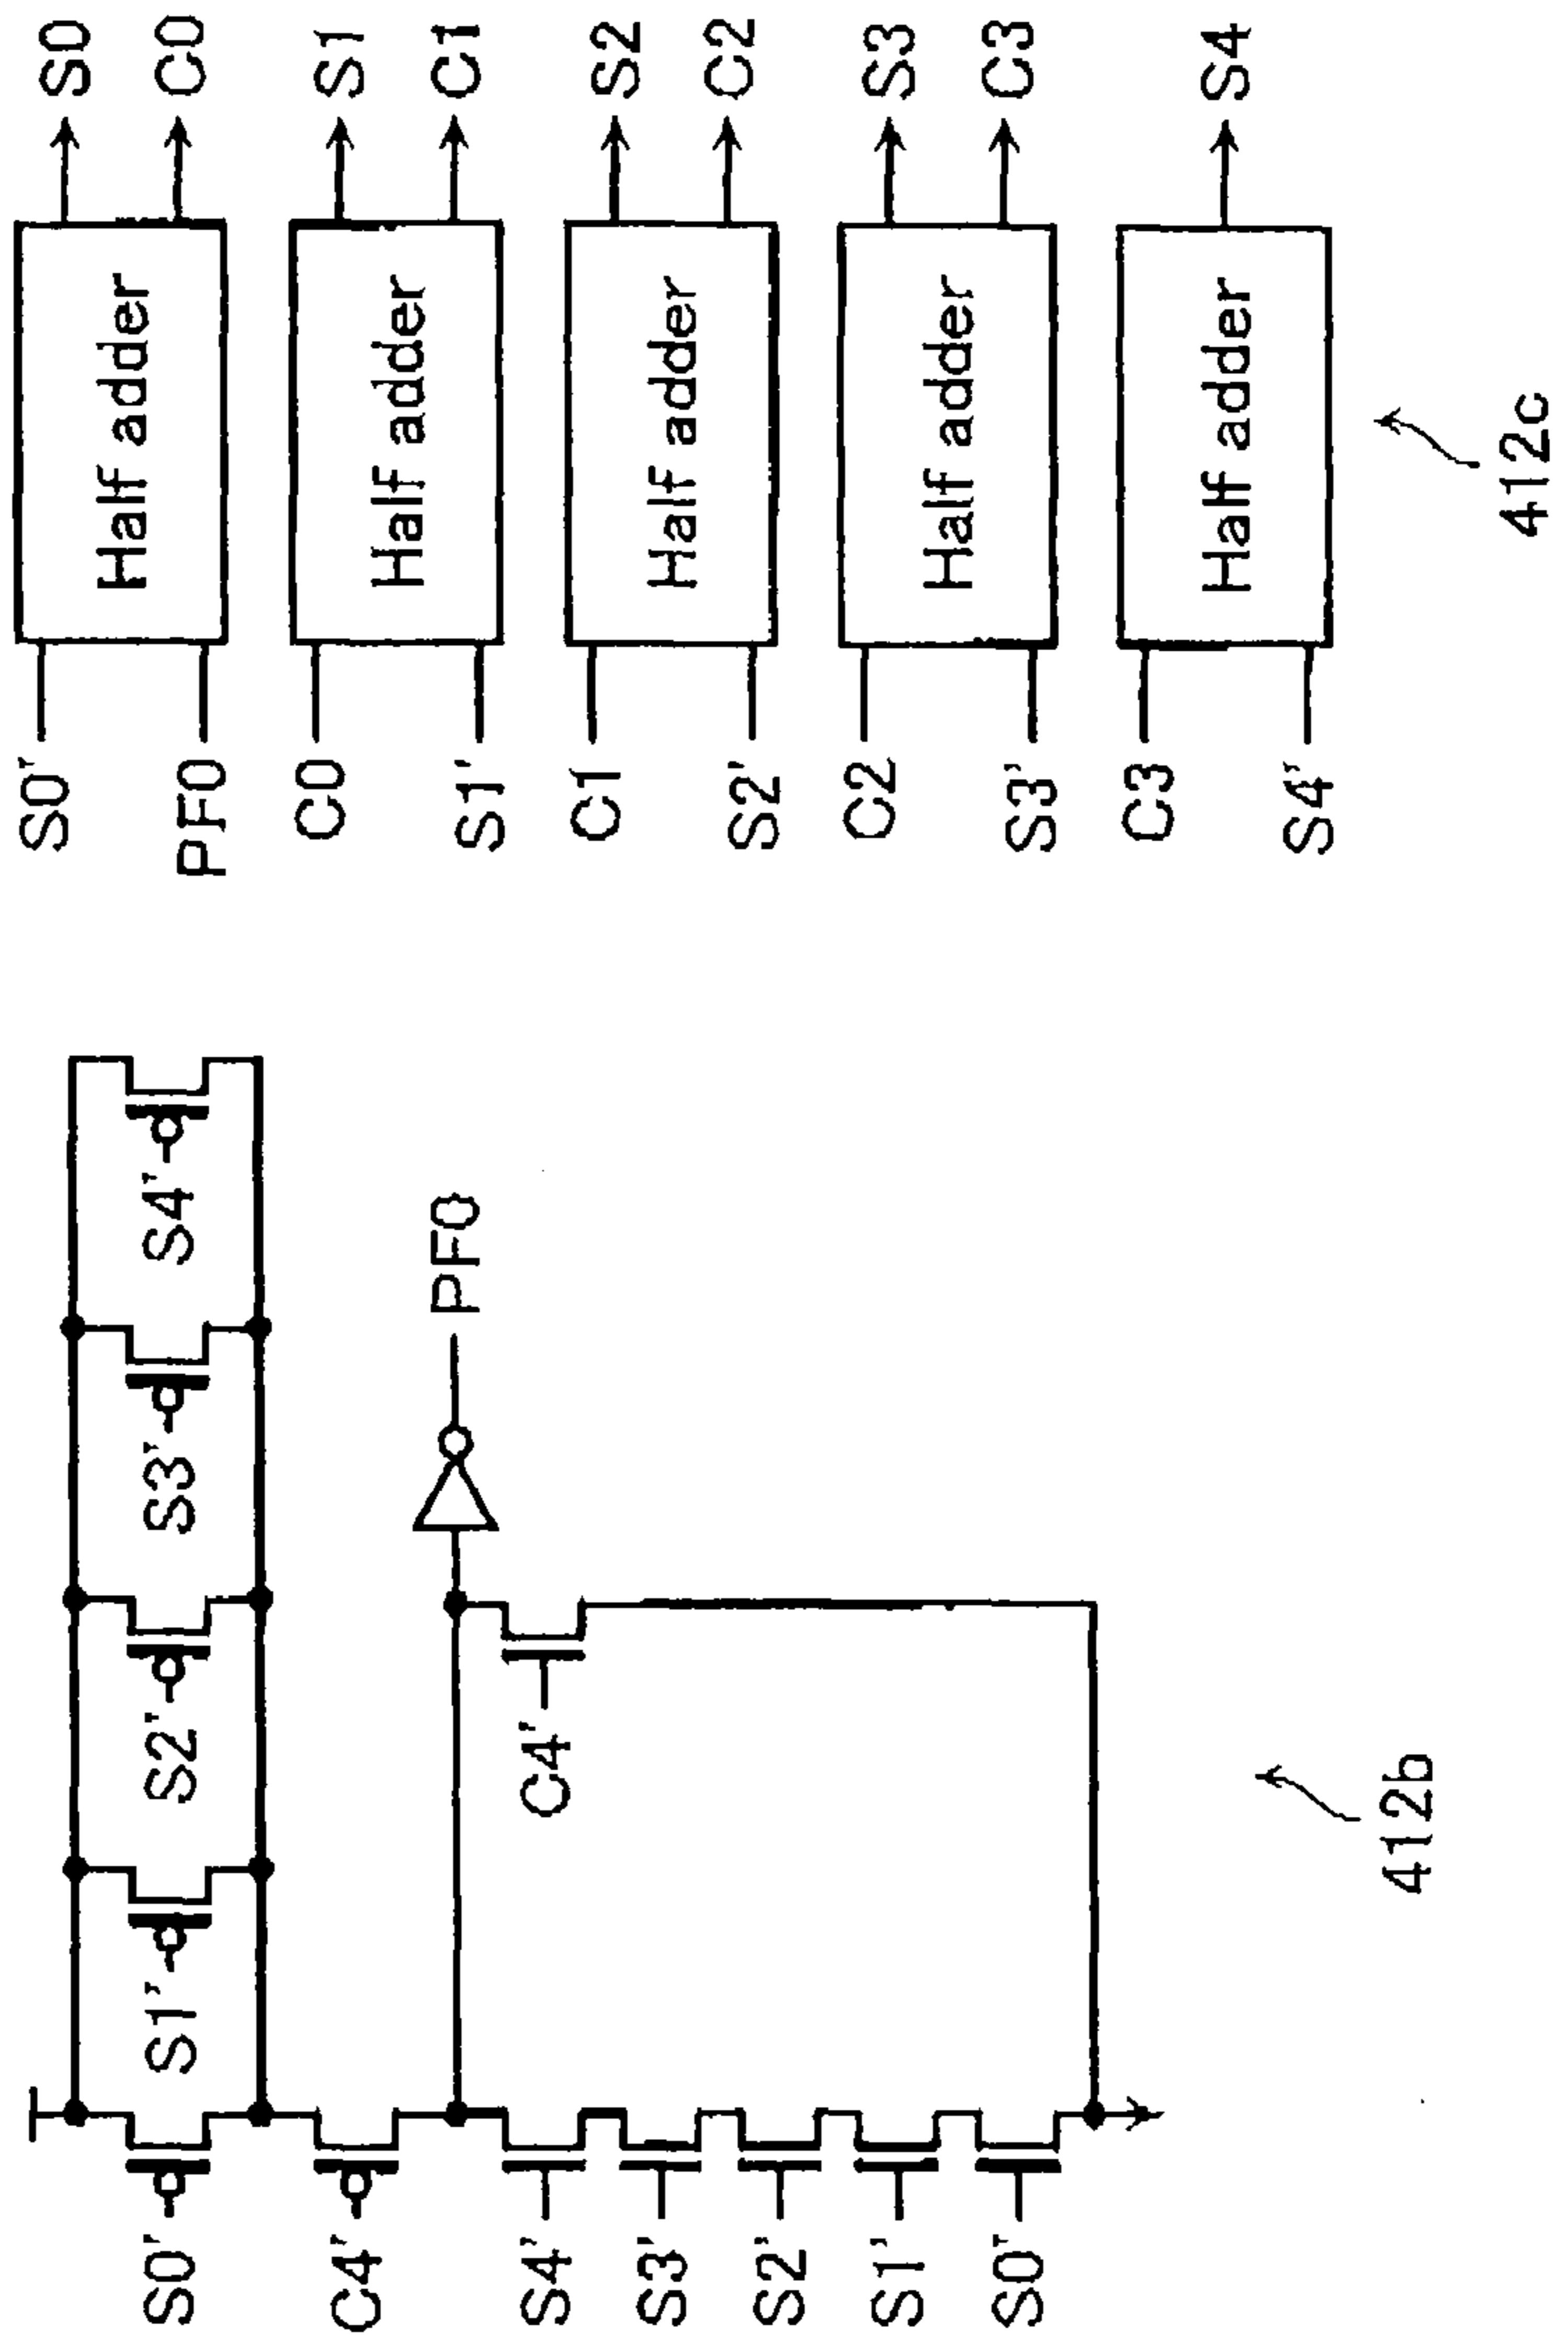 S0'
S1'
S2'
S3'
S4'
C4'
PF0
S4'
C4'
S3'
S2'
S1'
S0'
412b
S0'
PF0
Half adder
S0
C0
C0
S1'
Half adder
S1
C1
C1
S2'
Half adder
S2
C2
C2
S3'
Half adder
S3
C3
C3
S4'
Half adder
S4
412c